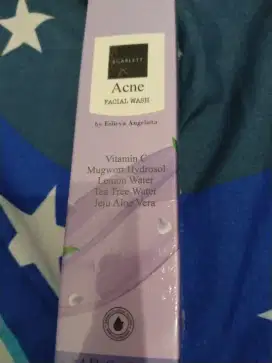 SCARLETT
Acne
FACIAL WASH
by Felicya Angelista
Vitamin C
Mugwort Hydrosol
Lemon Water
Tea Tree Water
Jeju Aloe Vera